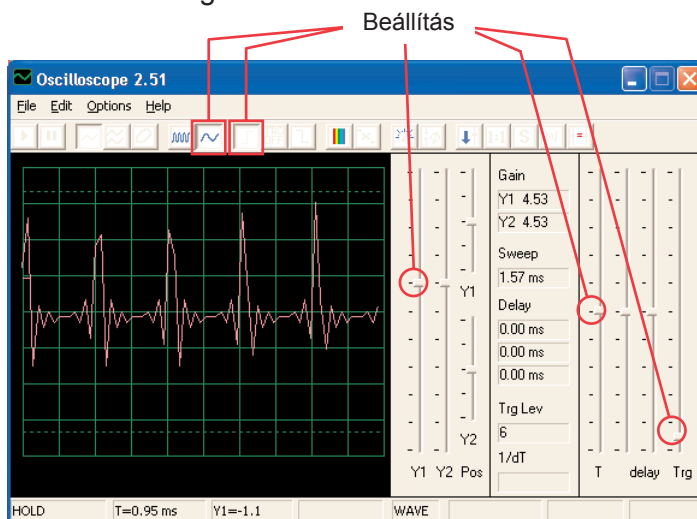 Beállítás
Oscilloscope 2.51
File Edit Options Help
Gain
Y1 4.53
Y2 4.53
Sweep
1.57 ms
Delay
0.00 ms
0.00 ms
0.00 ms
Trg Lev
6
1/dT
Y1
Y2
Y1 Y2 Pos
T delay Trg
HOLD T=0.95 ms Y1=-1.1 WAVE